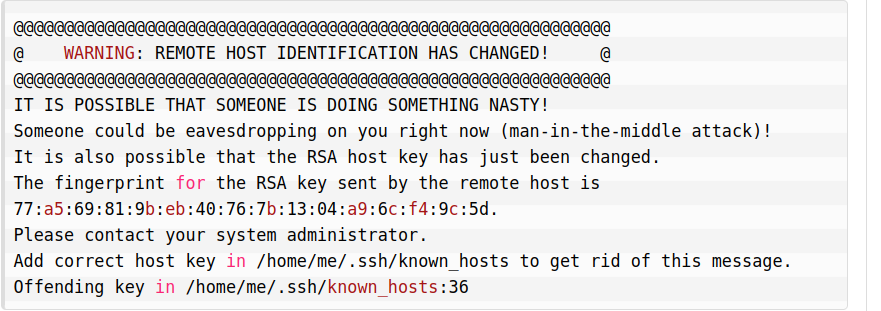 @@@@@@@@@@@@@@@@@@@@@@@@@@@@@@@@@@@@@@@@@@@@@@@@@@@@@@@@@@@
@    WARNING: REMOTE HOST IDENTIFICATION HAS CHANGED!     @
@@@@@@@@@@@@@@@@@@@@@@@@@@@@@@@@@@@@@@@@@@@@@@@@@@@@@@@@@@@
IT IS POSSIBLE THAT SOMEONE IS DOING SOMETHING NASTY!
Someone could be eavesdropping on you right now (man-in-the-middle attack)!
It is also possible that the RSA host key has just been changed.
The fingerprint for the RSA key sent by the remote host is
77:a5:69:81:9b:eb:40:76:7b:13:04:a9:6c:f4:9c:5d.
Please contact your system administrator.
Add correct host key in /home/me/.ssh/known_hosts to get rid of this message.
Offending key in /home/me/.ssh/known_hosts:36